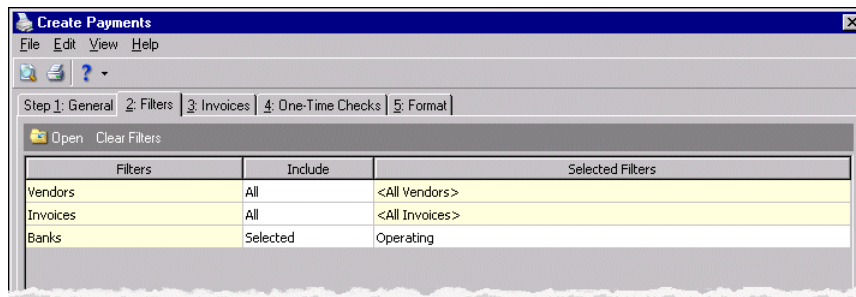 Create Payments
File Edit View Help
?
Step 1: General 2: Filters 3: Invoices 4: One-Time Checks 5: Format
Open Clear Filters
Filters Include Selected Filters
Vendors All <All Vendors>
Invoices All <All Invoices>
Banks Selected Operating